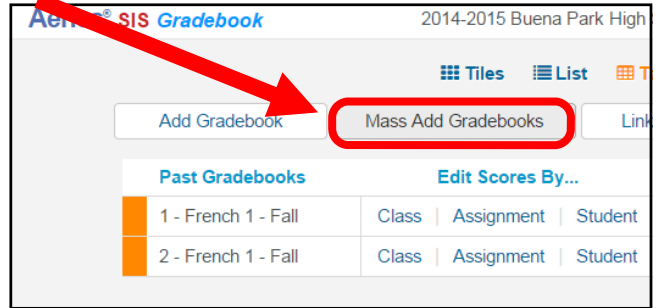 SIS Gradebook 2014-2015 Buena Park High
Tiles List
Add Gradebook Mass Add Gradebooks Link
Past Gradebooks Edit Scores By...
1 - French 1 - Fall Class | Assignment | Student
2 - French 1 - Fall Class | Assignment | Student